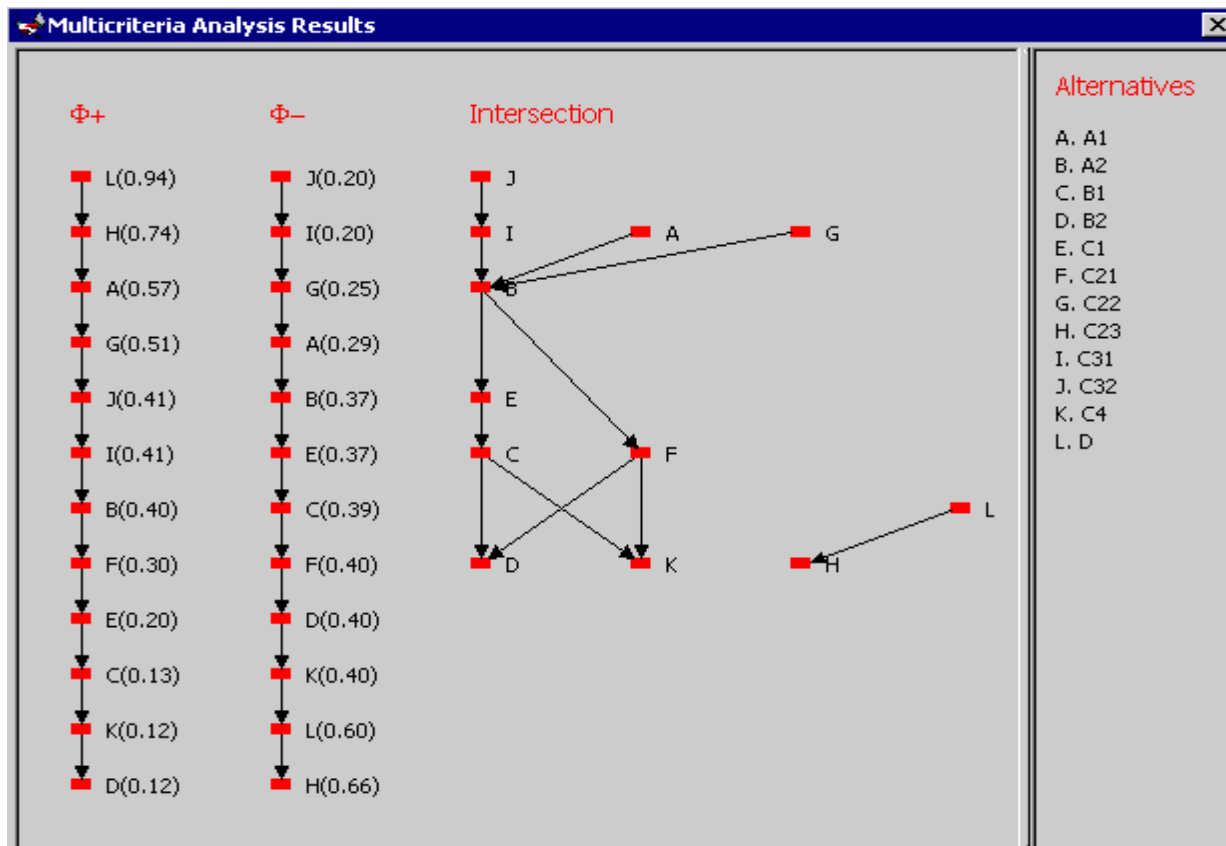 Multicriteria Analysis Results
Φ+ Φ− Intersection
L(0.94) J(0.20) J
H(0.74) I(0.20) I A G
A(0.57) G(0.25) B
G(0.51) A(0.29)
J(0.41) B(0.37) E
I(0.41) E(0.37) C F
B(0.40) C(0.39) L
F(0.30) F(0.40) D K H
E(0.20) D(0.40)
C(0.13) K(0.40)
K(0.12) L(0.60)
D(0.12) H(0.66)
Alternatives
A. A1
B. A2
C. B1
D. B2
E. C1
F. C21
G. C22
H. C23
I. C31
J. C32
K. C4
L. D